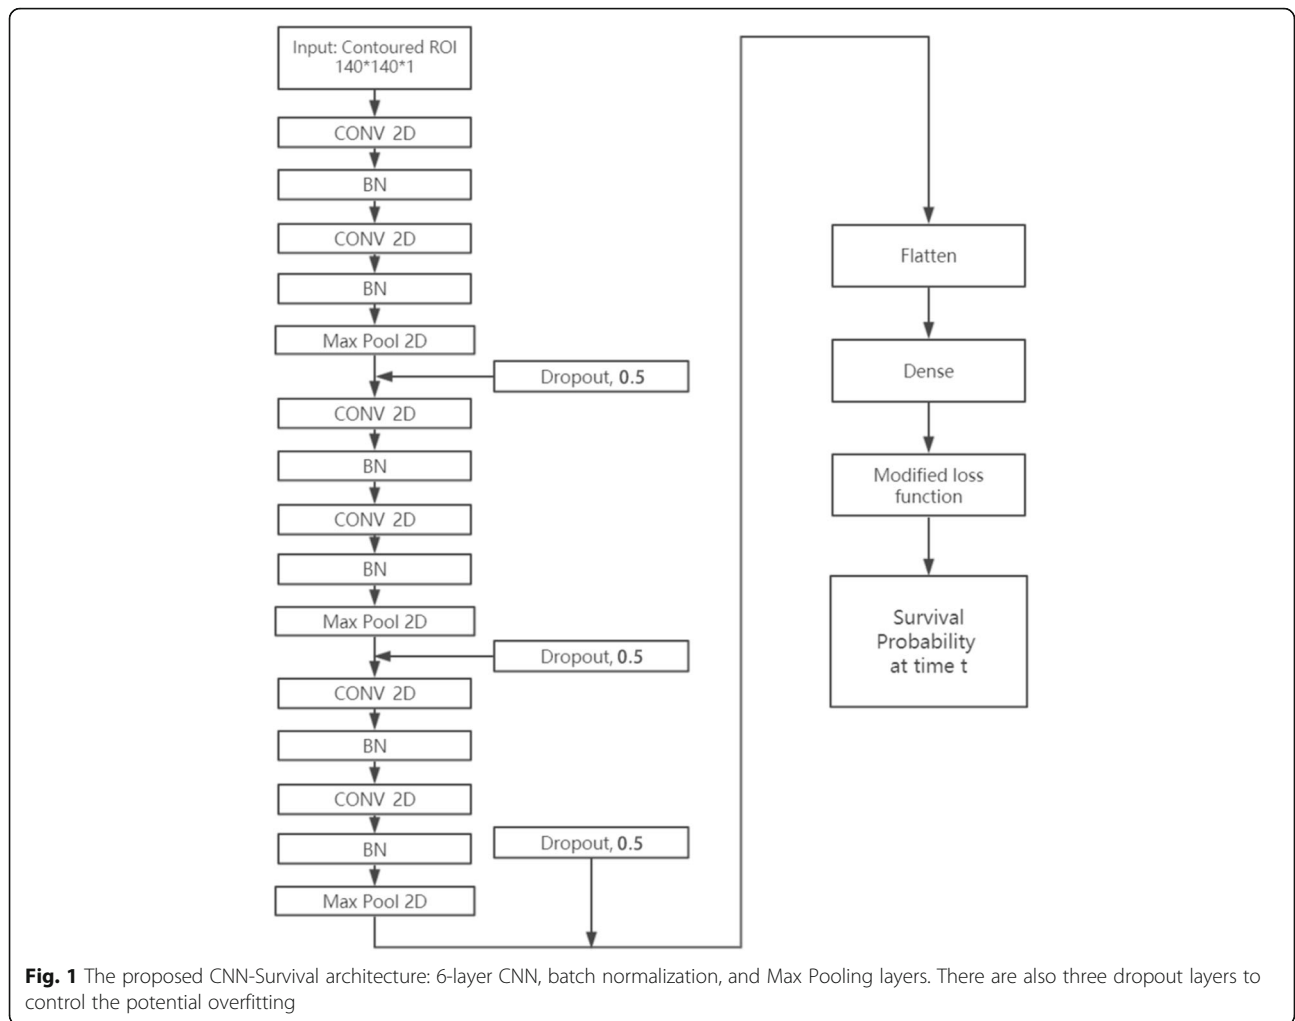 Input: Contoured ROI
140*140*1
CONV 2D
BN
CONV 2D
BN
Max Pool 2D
Dropout, 0.5
CONV 2D
BN
CONV 2D
BN
Max Pool 2D
Dropout, 0.5
CONV 2D
BN
CONV 2D
BN
Dropout, 0.5
Max Pool 2D
Flatten
Dense
Modified loss
function
Survival
Probability
at time t
Fig. 1 The proposed CNN-Survival architecture: 6-layer CNN, batch normalization, and Max Pooling layers. There are also three dropout layers to
control the potential overfitting